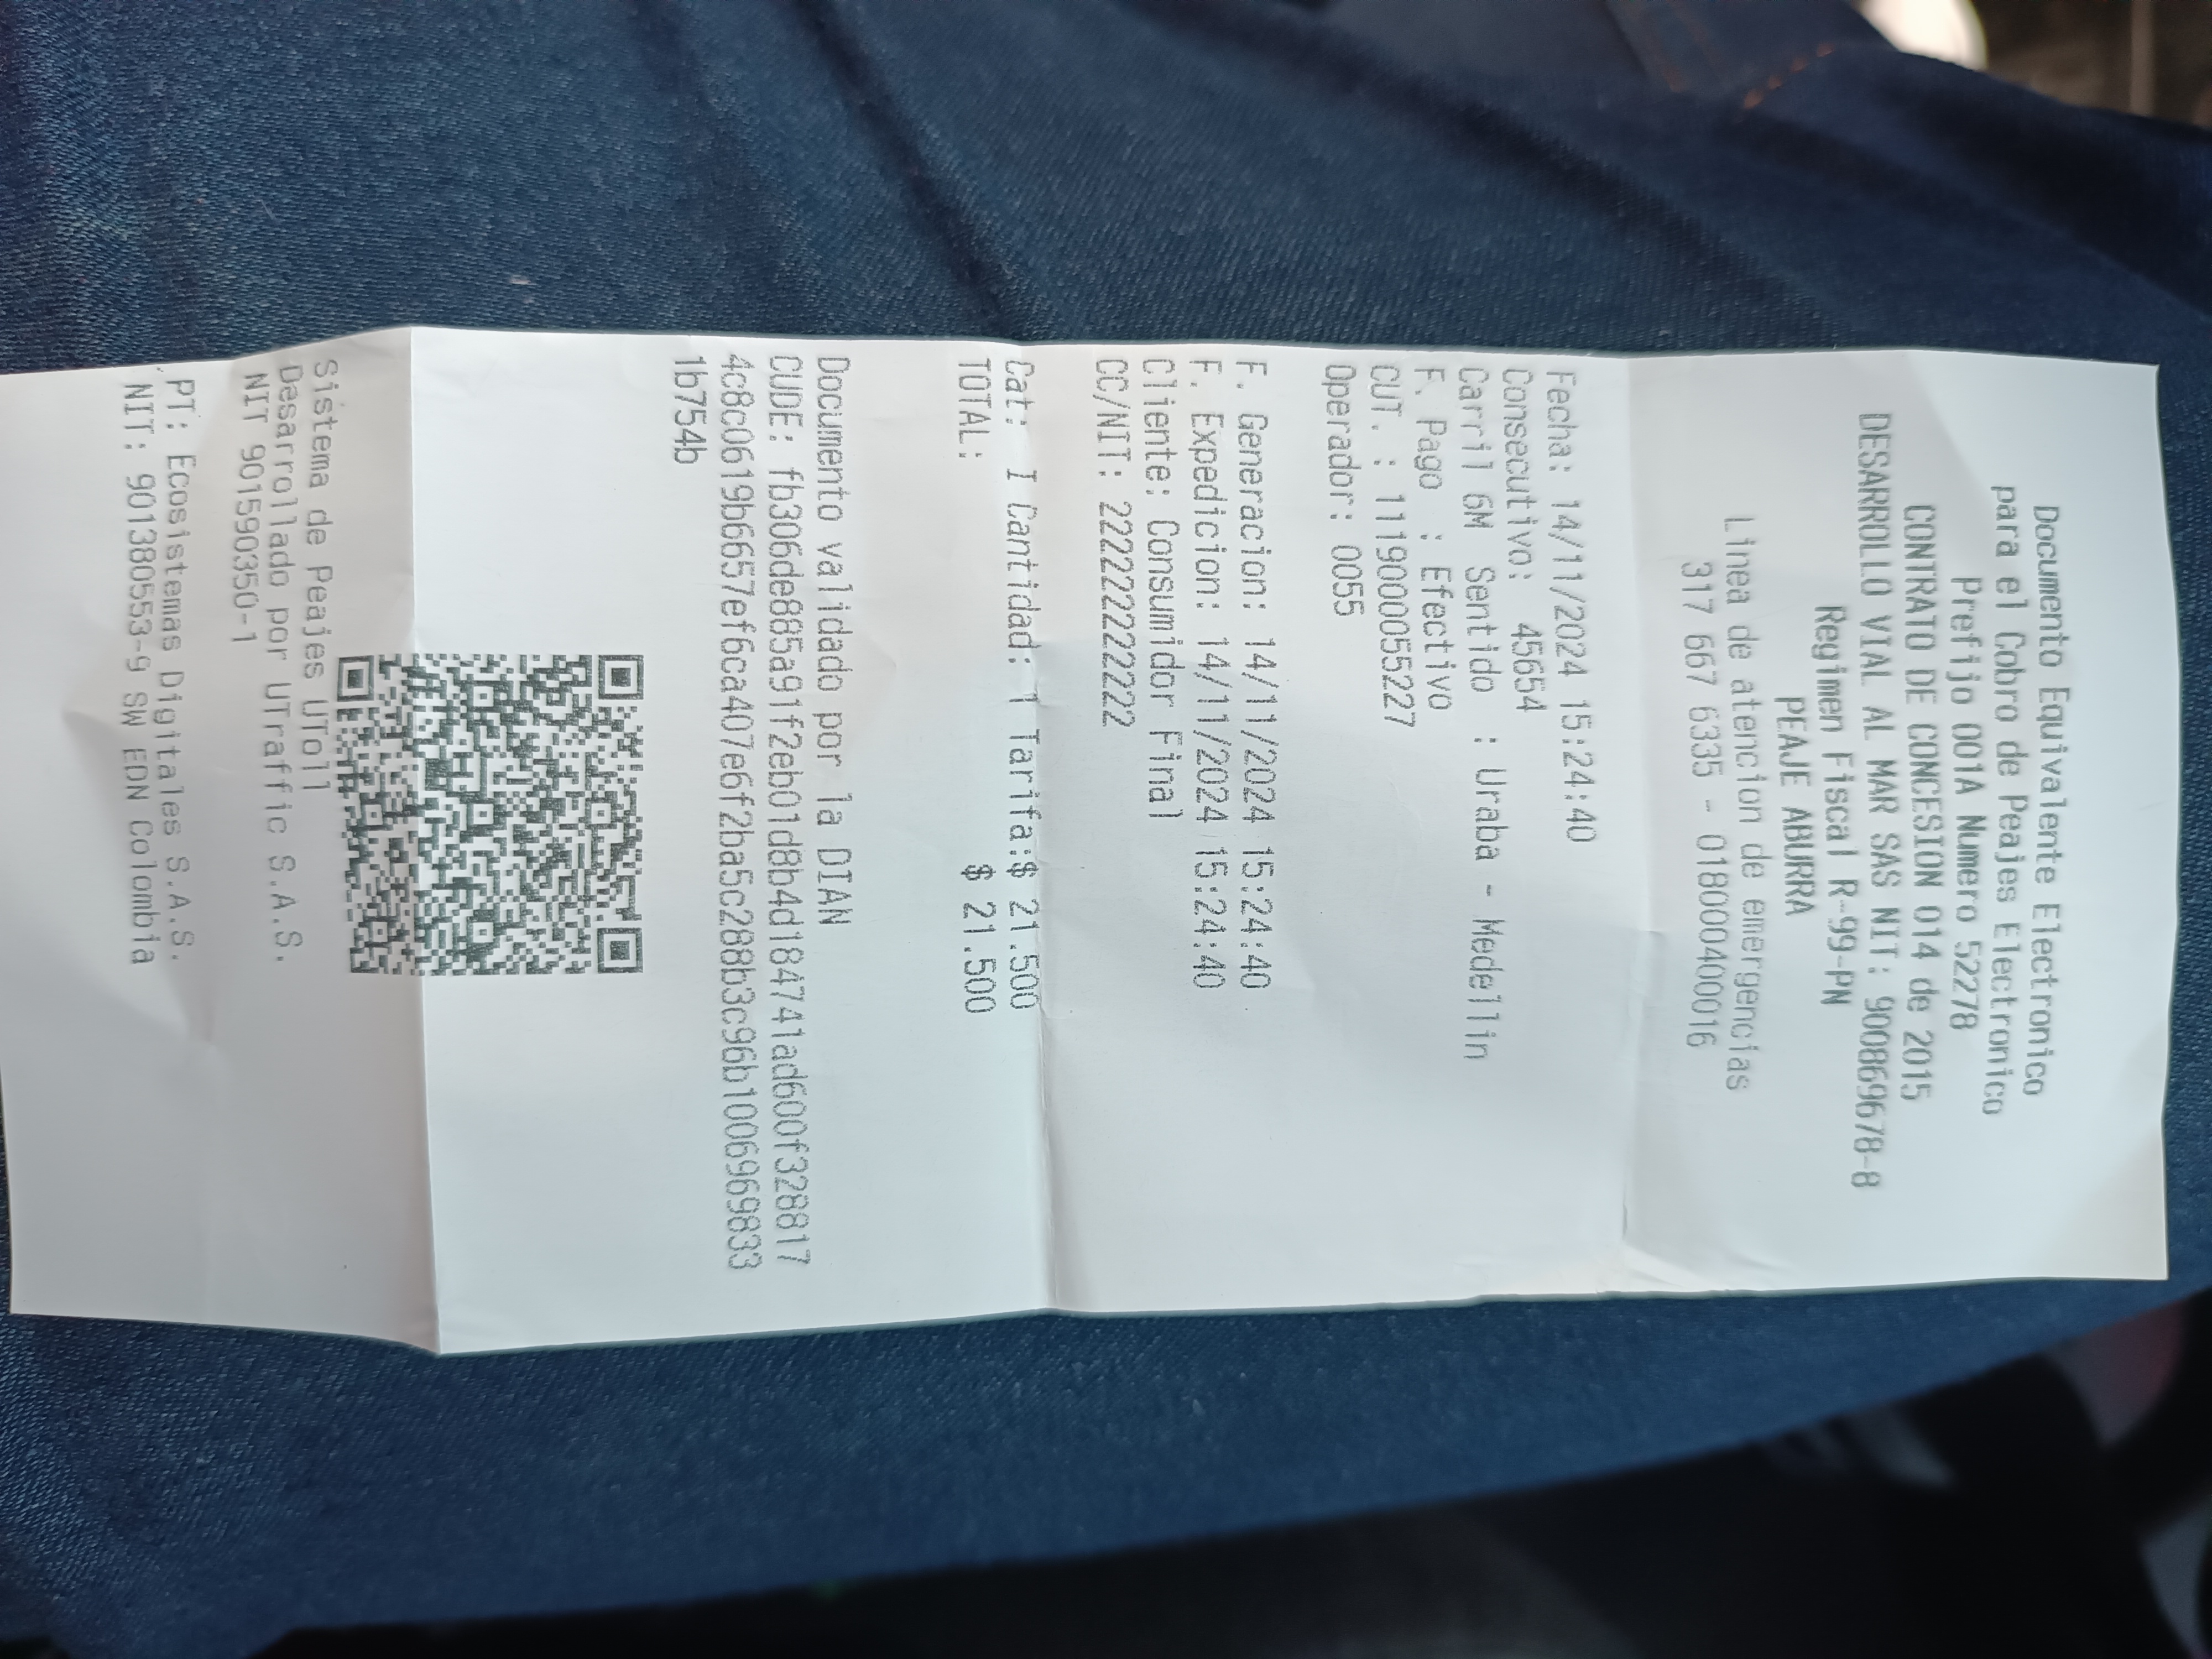 Documento Equivalente Electronico
para el Cobro de Peajes Electronico
Prefijo 001A Numero 52278
CONTRATO DE CONCESION 014 de 2015
DESARROLLO VIAL AL MAR SAS NIT: 900869678-8
Regimen Fiscal R-99-PN
PEAJE ABURRA
Linea de atencion de emergencias
317 667 6335 - 018000400016
Fecha: 14/11/2024 15:24:40
Consecutivo: 45654
Carril 6M Sentido : Uraba - Medellin
F. Pago : Efectivo
CUT. : 1119000055227
Operador: 0055
F. Generacion: 14/11/2024 15:24:40
F. Expedicion: 14/11/2024 15:24:40
Cliente: Consumidor Final
CC/NIT: 222222222222
Cat: I Cantidad: 1 Tarifa:$ 21.500
TOTAL: $ 21.500
Documento validado por la DIAN
CUDE: fb306de885a91f2eb01d8b4d184741ad600f328817
4c8c0619b6657ef6ca407e6f2ba5c288b3c96b1006969833
1b754b
Sistema de Peajes UToll
Desarrollado por UTraffic S.A.S.
NIT 901590350-1
PT: Ecosistemas Digitales S.A.S.
NIT: 901380553-9 SW EDN Colombia